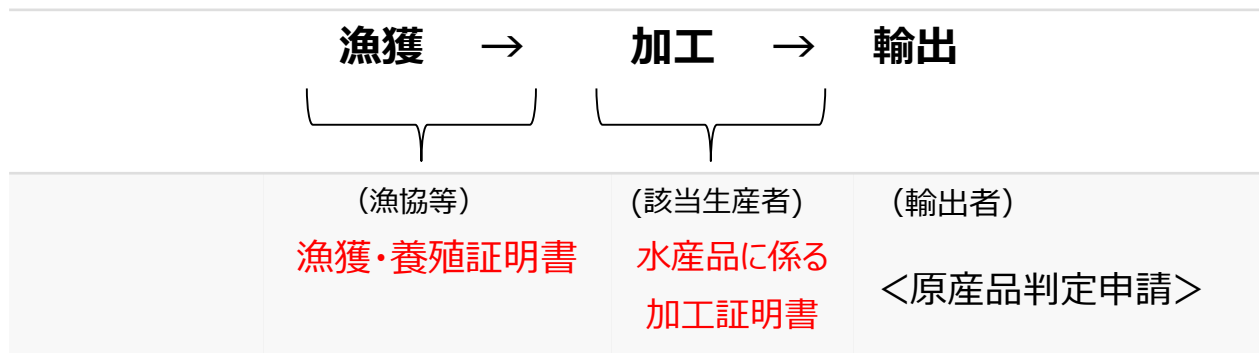 漁獲 → 加工 → 輸出
（漁協等）
漁獲・養殖証明書
(該当生産者)
水産品に係る
加工証明書
（輸出者）
＜原産品判定申請＞